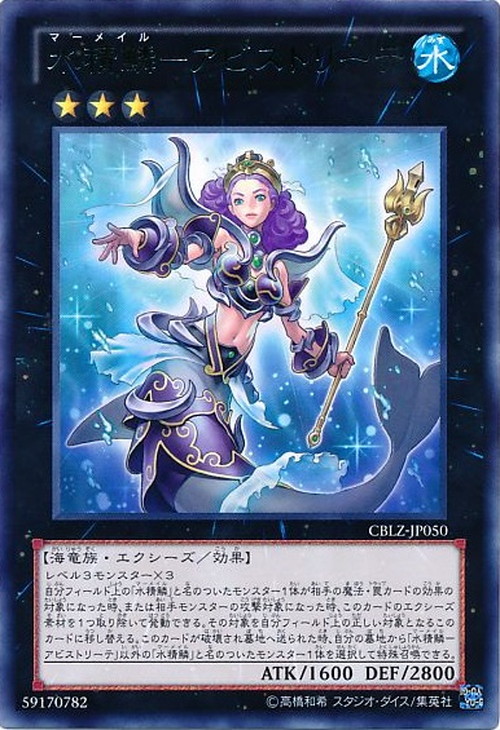 マーメイル
水精鱗－アビストリーテ
水
CBLZ-JP050
【海竜族・エクシーズ／効果】
レベル３モンスター×３
自分フィールド上の「水精鱗」と名のついたモンスター１体が相手の魔法・罠カードの効果の
対象になった時、または相手モンスターの攻撃対象になった時、このカードのエクシーズ
素材を１つ取り除いて発動できる。その対象を自分フィールド上の正しい対象となるこの
カードに移し替える。このカードが破壊され墓地へ送られた時、自分の墓地から「水精鱗－
アビストリーテ」以外の「水精鱗」と名のついたモンスター１体を選択して特殊召喚できる。
ATK/1600 DEF/2800
59170782
©高橋和希 スタジオ・ダイス/集英社